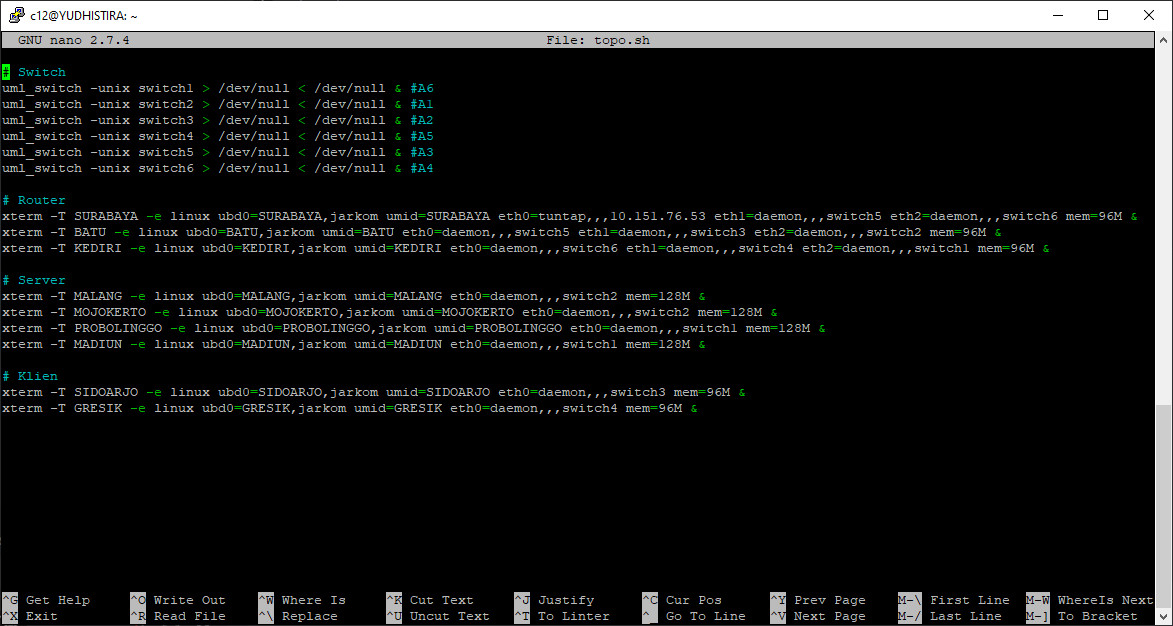 c12@YUDHISTIRA: ~
GNU nano 2.7.4 File: topo.sh
# Switch
uml_switch -unix switch1 > /dev/null < /dev/null & #A6
uml_switch -unix switch2 > /dev/null < /dev/null & #A1
uml_switch -unix switch3 > /dev/null < /dev/null & #A2
uml_switch -unix switch4 > /dev/null < /dev/null & #A5
uml_switch -unix switch5 > /dev/null < /dev/null & #A3
uml_switch -unix switch6 > /dev/null < /dev/null & #A4
# Router
xterm -T SURABAYA -e linux ubd0=SURABAYA,jarkom umid=SURABAYA eth0=tuntap,,,10.151.76.53 eth1=daemon,,,switch5 eth2=daemon,,,switch6 mem=96M &
xterm -T BATU -e linux ubd0=BATU,jarkom umid=BATU eth0=daemon,,,switch5 eth1=daemon,,,switch3 eth2=daemon,,,switch2 mem=96M &
xterm -T KEDIRI -e linux ubd0=KEDIRI,jarkom umid=KEDIRI eth0=daemon,,,switch6 eth1=daemon,,,switch4 eth2=daemon,,,switch1 mem=96M &
# Server
xterm -T MALANG -e linux ubd0=MALANG,jarkom umid=MALANG eth0=daemon,,,switch2 mem=128M &
xterm -T MOJOKERTO -e linux ubd0=MOJOKERTO,jarkom umid=MOJOKERTO eth0=daemon,,,switch2 mem=128M &
xterm -T PROBOLINGGO -e linux ubd0=PROBOLINGGO,jarkom umid=PROBOLINGGO eth0=daemon,,,switch1 mem=128M &
xterm -T MADIUN -e linux ubd0=MADIUN,jarkom umid=MADIUN eth0=daemon,,,switch1 mem=128M &
# Klien
xterm -T SIDOARJO -e linux ubd0=SIDOARJO,jarkom umid=SIDOARJO eth0=daemon,,,switch3 mem=96M &
xterm -T GRESIK -e linux ubd0=GRESIK,jarkom umid=GRESIK eth0=daemon,,,switch4 mem=96M &
^G Get Help ^O Write Out ^W Where Is ^K Cut Text ^J Justify ^C Cur Pos ^Y Prev Page M-\ First Line M-W WhereIs Next
^X Exit ^R Read File ^\ Replace ^U Uncut Text ^T To Linter ^_ Go To Line ^V Next Page M-/ Last Line M-] To Bracket